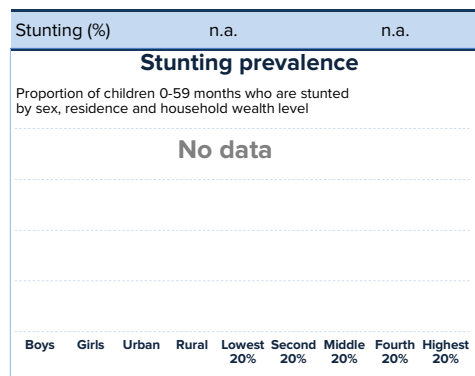 Stunting (%) n.a. n.a.
Stunting prevalence
Proportion of children 0-59 months who are stunted
by sex, residence and household wealth level
No data
Boys Girls Urban Rural Lowest Second Middle Fourth Highest
20% 20% 20% 20% 20%